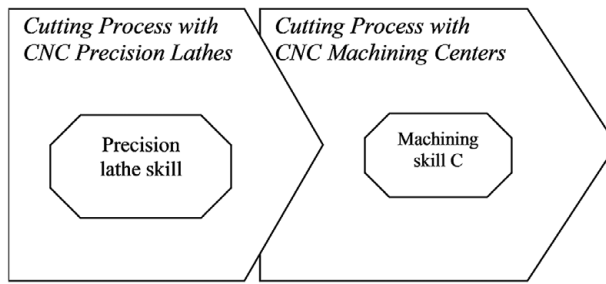 Cutting Process with
CNC Precision Lathes
Precision
lathe skill
Cutting Process with
CNC Machining Centers
Machining
skill C